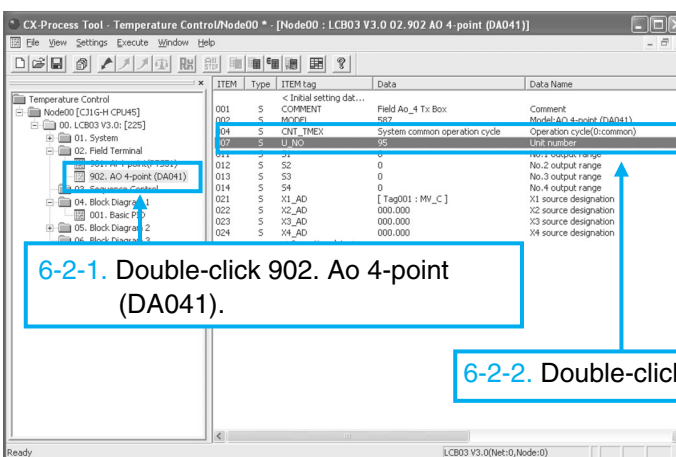 CX-Process Tool - Temperature Control/Node00 * - [Node00 : LCB03 V3.0 02.902 AO 4-point (DA041)]
File View Settings Execute Window Help
Temperature Control
Node00 [CJ1G-H CPU45]
00. LCB03 V3.0: [225]
01. System
02. Field Terminal
902. AO 4-point (DA041)
03. Sequence Control
04. Block Diagram 1
001. Basic PID
05. Block Diagram 2
06. Block Diagram 3
ITEM Type ITEM tag Data Data Name
< Initial setting dat...
001 S COMMENT Field Ao_4 Tx Box Comment
002 S MODEL 587 Model:AO 4-point (DA041)
004 S CNT_TMEX System common operation cycle Operation cycle(0:common)
007 S U_NO 95 Unit number
011 S S1 0 No.1 output range
012 S S2 0 No.2 output range
013 S S3 0 No.3 output range
014 S S4 0 No.4 output range
021 S X1_AD [ Tag001 : MV_C ] X1 source designation
022 S X2_AD 000.000 X2 source designation
023 S X3_AD 000.000 X3 source designation
024 S X4_AD 000.000 X4 source designation
6-2-1. Double-click 902. Ao 4-point
(DA041).
6-2-2. Double-click
Ready
LCB03 V3.0(Net:0,Node:0)